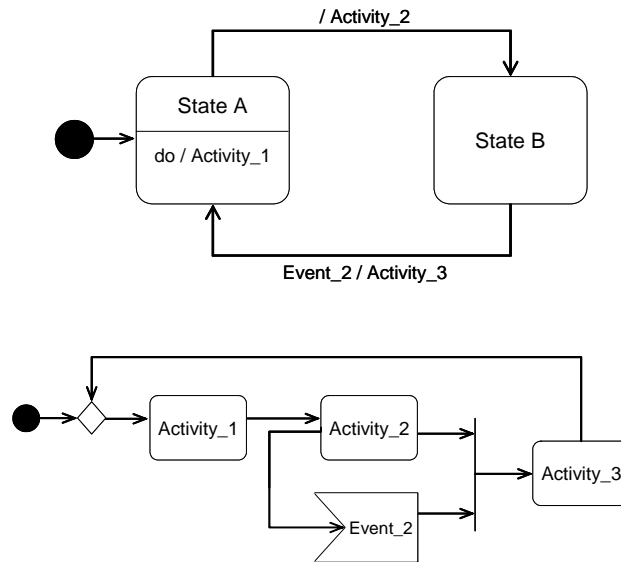 / Activity_2
State A
do / Activity_1
State B
Event_2 / Activity_3
Activity_1
Activity_2
Activity_3
Event_2